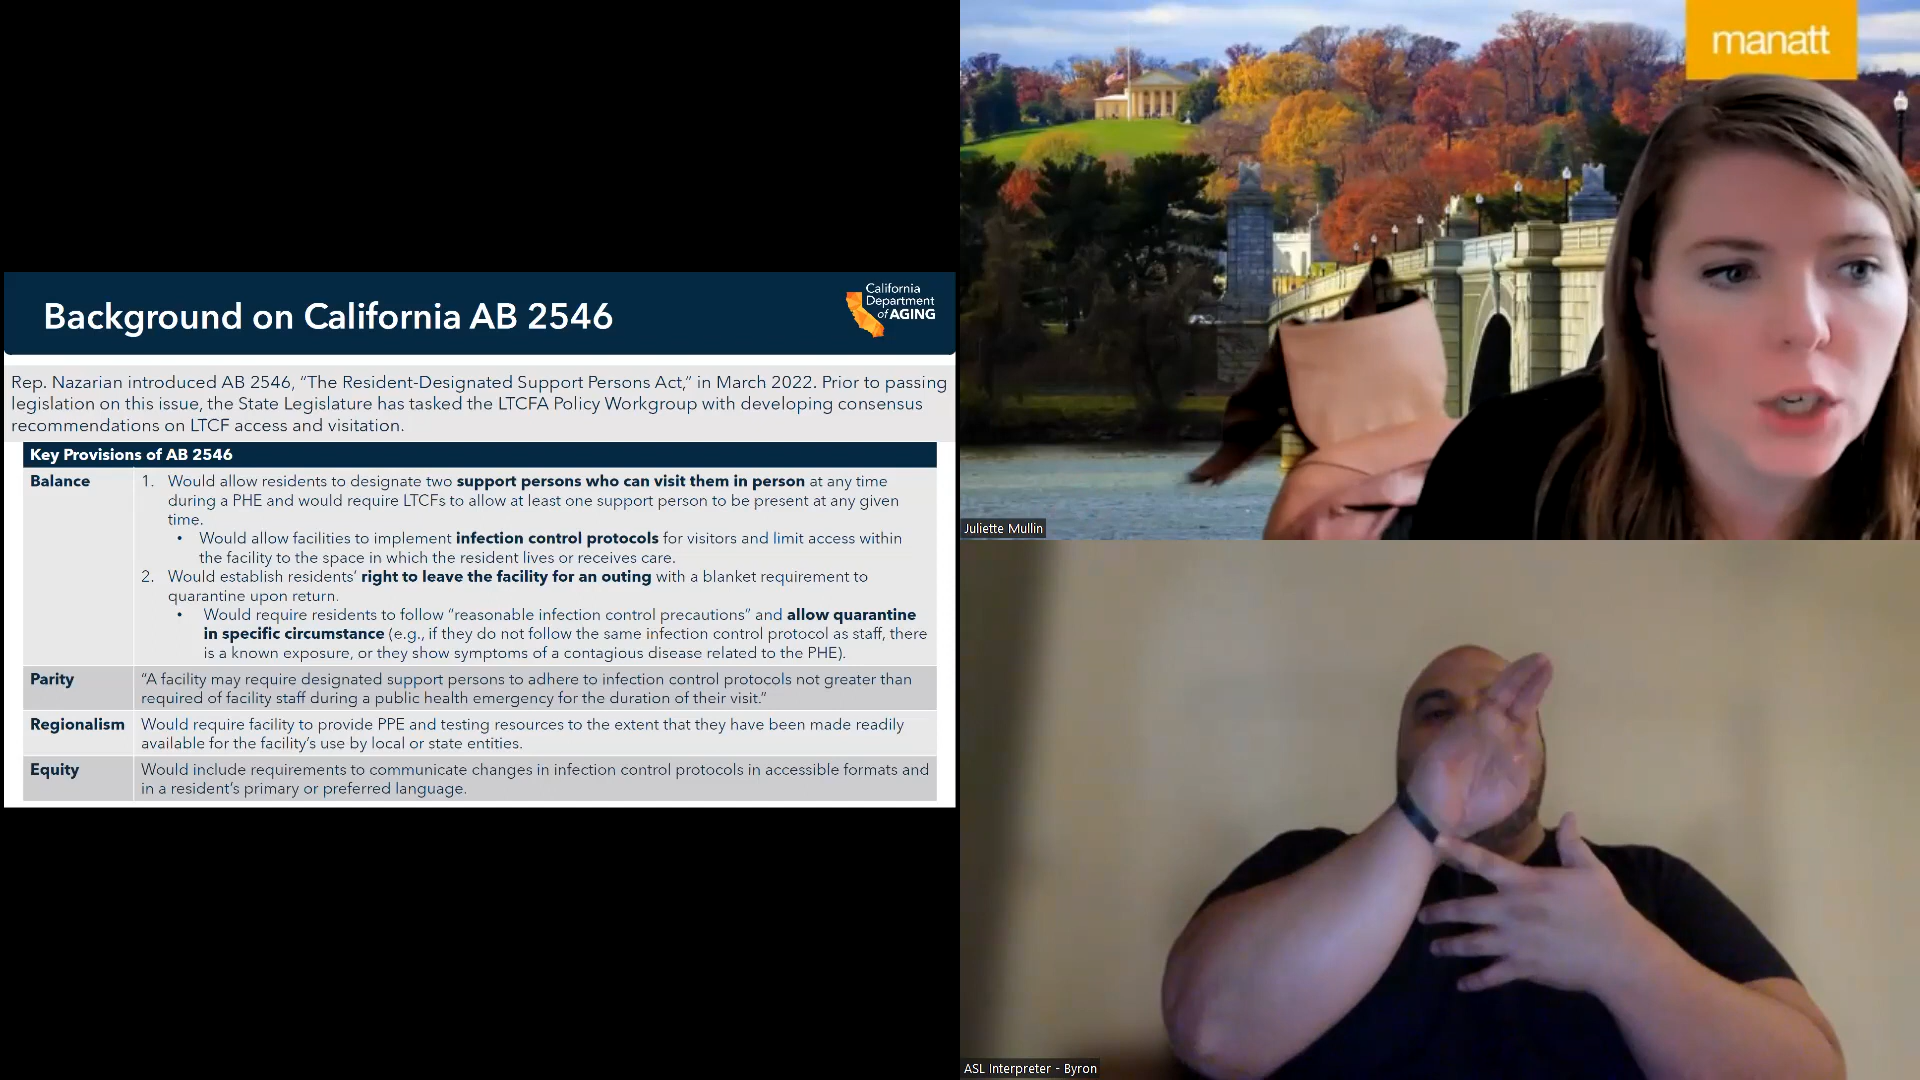 Background on California AB 2546
California
Department
of AGING
Rep. Nazarian introduced AB 2546, “The Resident-Designated Support Persons Act,” in March 2022. Prior to passing
legislation on this issue, the State Legislature has tasked the LTCFA Policy Workgroup with developing consensus
recommendations on LTCF access and visitation.
Key Provisions of AB 2546
Balance
1. Would allow residents to designate two support persons who can visit them in person at any time
during a PHE and would require LTCFs to allow at least one support person to be present at any given
time.
• Would allow facilities to implement infection control protocols for visitors and limit access within
the facility to the space in which the resident lives or receives care.
2. Would establish residents’ right to leave the facility for an outing with a blanket requirement to
quarantine upon return.
• Would require residents to follow “reasonable infection control precautions” and allow quarantine
in specific circumstance (e.g., if they do not follow the same infection control protocol as staff, there
is a known exposure, or they show symptoms of a contagious disease related to the PHE).
Parity
“A facility may require designated support persons to adhere to infection control protocols not greater than
required of facility staff during a public health emergency for the duration of their visit.”
Regionalism
Would require facility to provide PPE and testing resources to the extent that they have been made readily
available for the facility’s use by local or state entities.
Equity
Would include requirements to communicate changes in infection control protocols in accessible formats and
in a resident’s primary or preferred language.
manatt
Juliette Mullin
ASL Interpreter - Byron